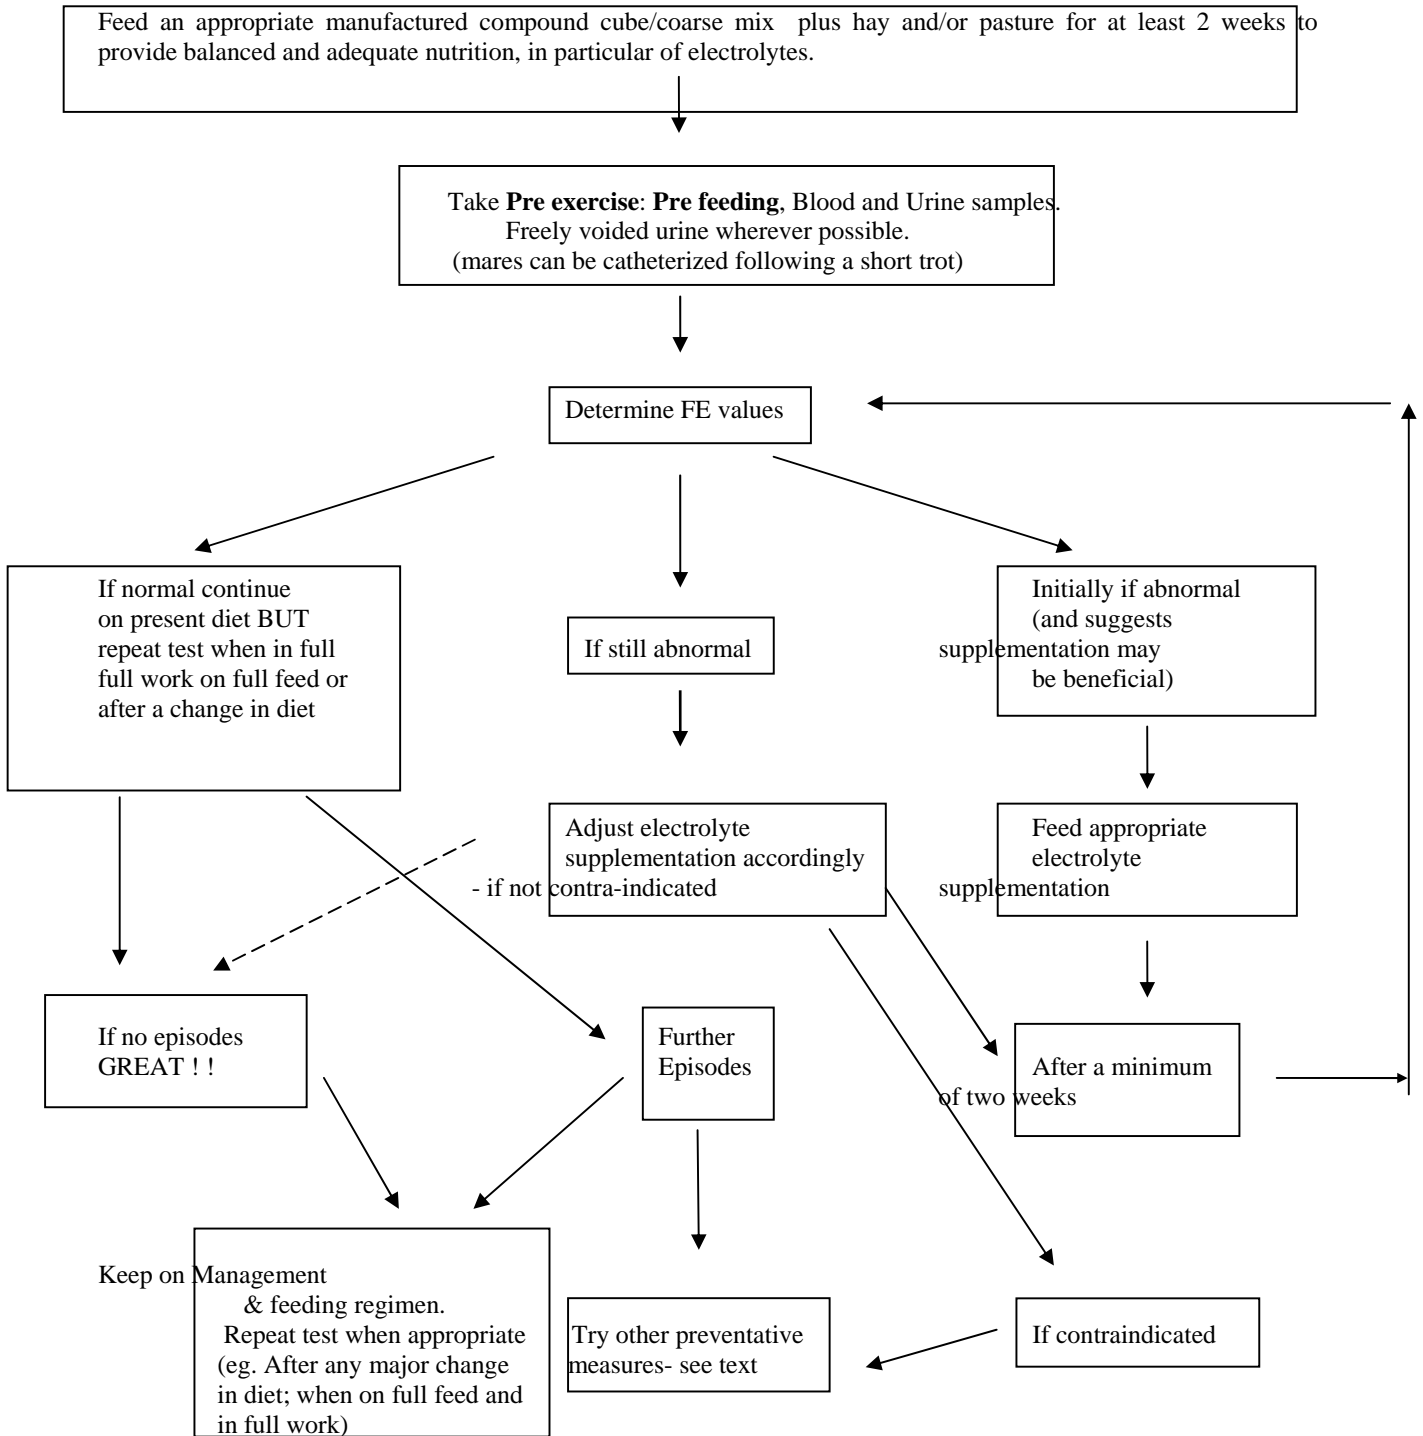 Feed an appropriate manufactured compound cube/coarse mix plus hay and/or pasture for at least 2 weeks to
provide balanced and adequate nutrition, in particular of electrolytes.
Take Pre exercise: Pre feeding, Blood and Urine samples.
Freely voided urine wherever possible.
(mares can be catheterized following a short trot)
Determine FE values
If normal continue
on present diet BUT
repeat test when in full
full work on full feed or
after a change in diet
If still abnormal
Initially if abnormal
(and suggests
supplementation may
be beneficial)
Adjust electrolyte
supplementation accordingly
- if not contra-indicated
Feed appropriate
electrolyte
supplementation
If no episodes
GREAT ! !
Further
Episodes
After a minimum
of two weeks
Keep on Management
& feeding regimen.
Repeat test when appropriate
(eg. After any major change
in diet; when on full feed and
in full work)
Try other preventative
measures- see text
If contraindicated